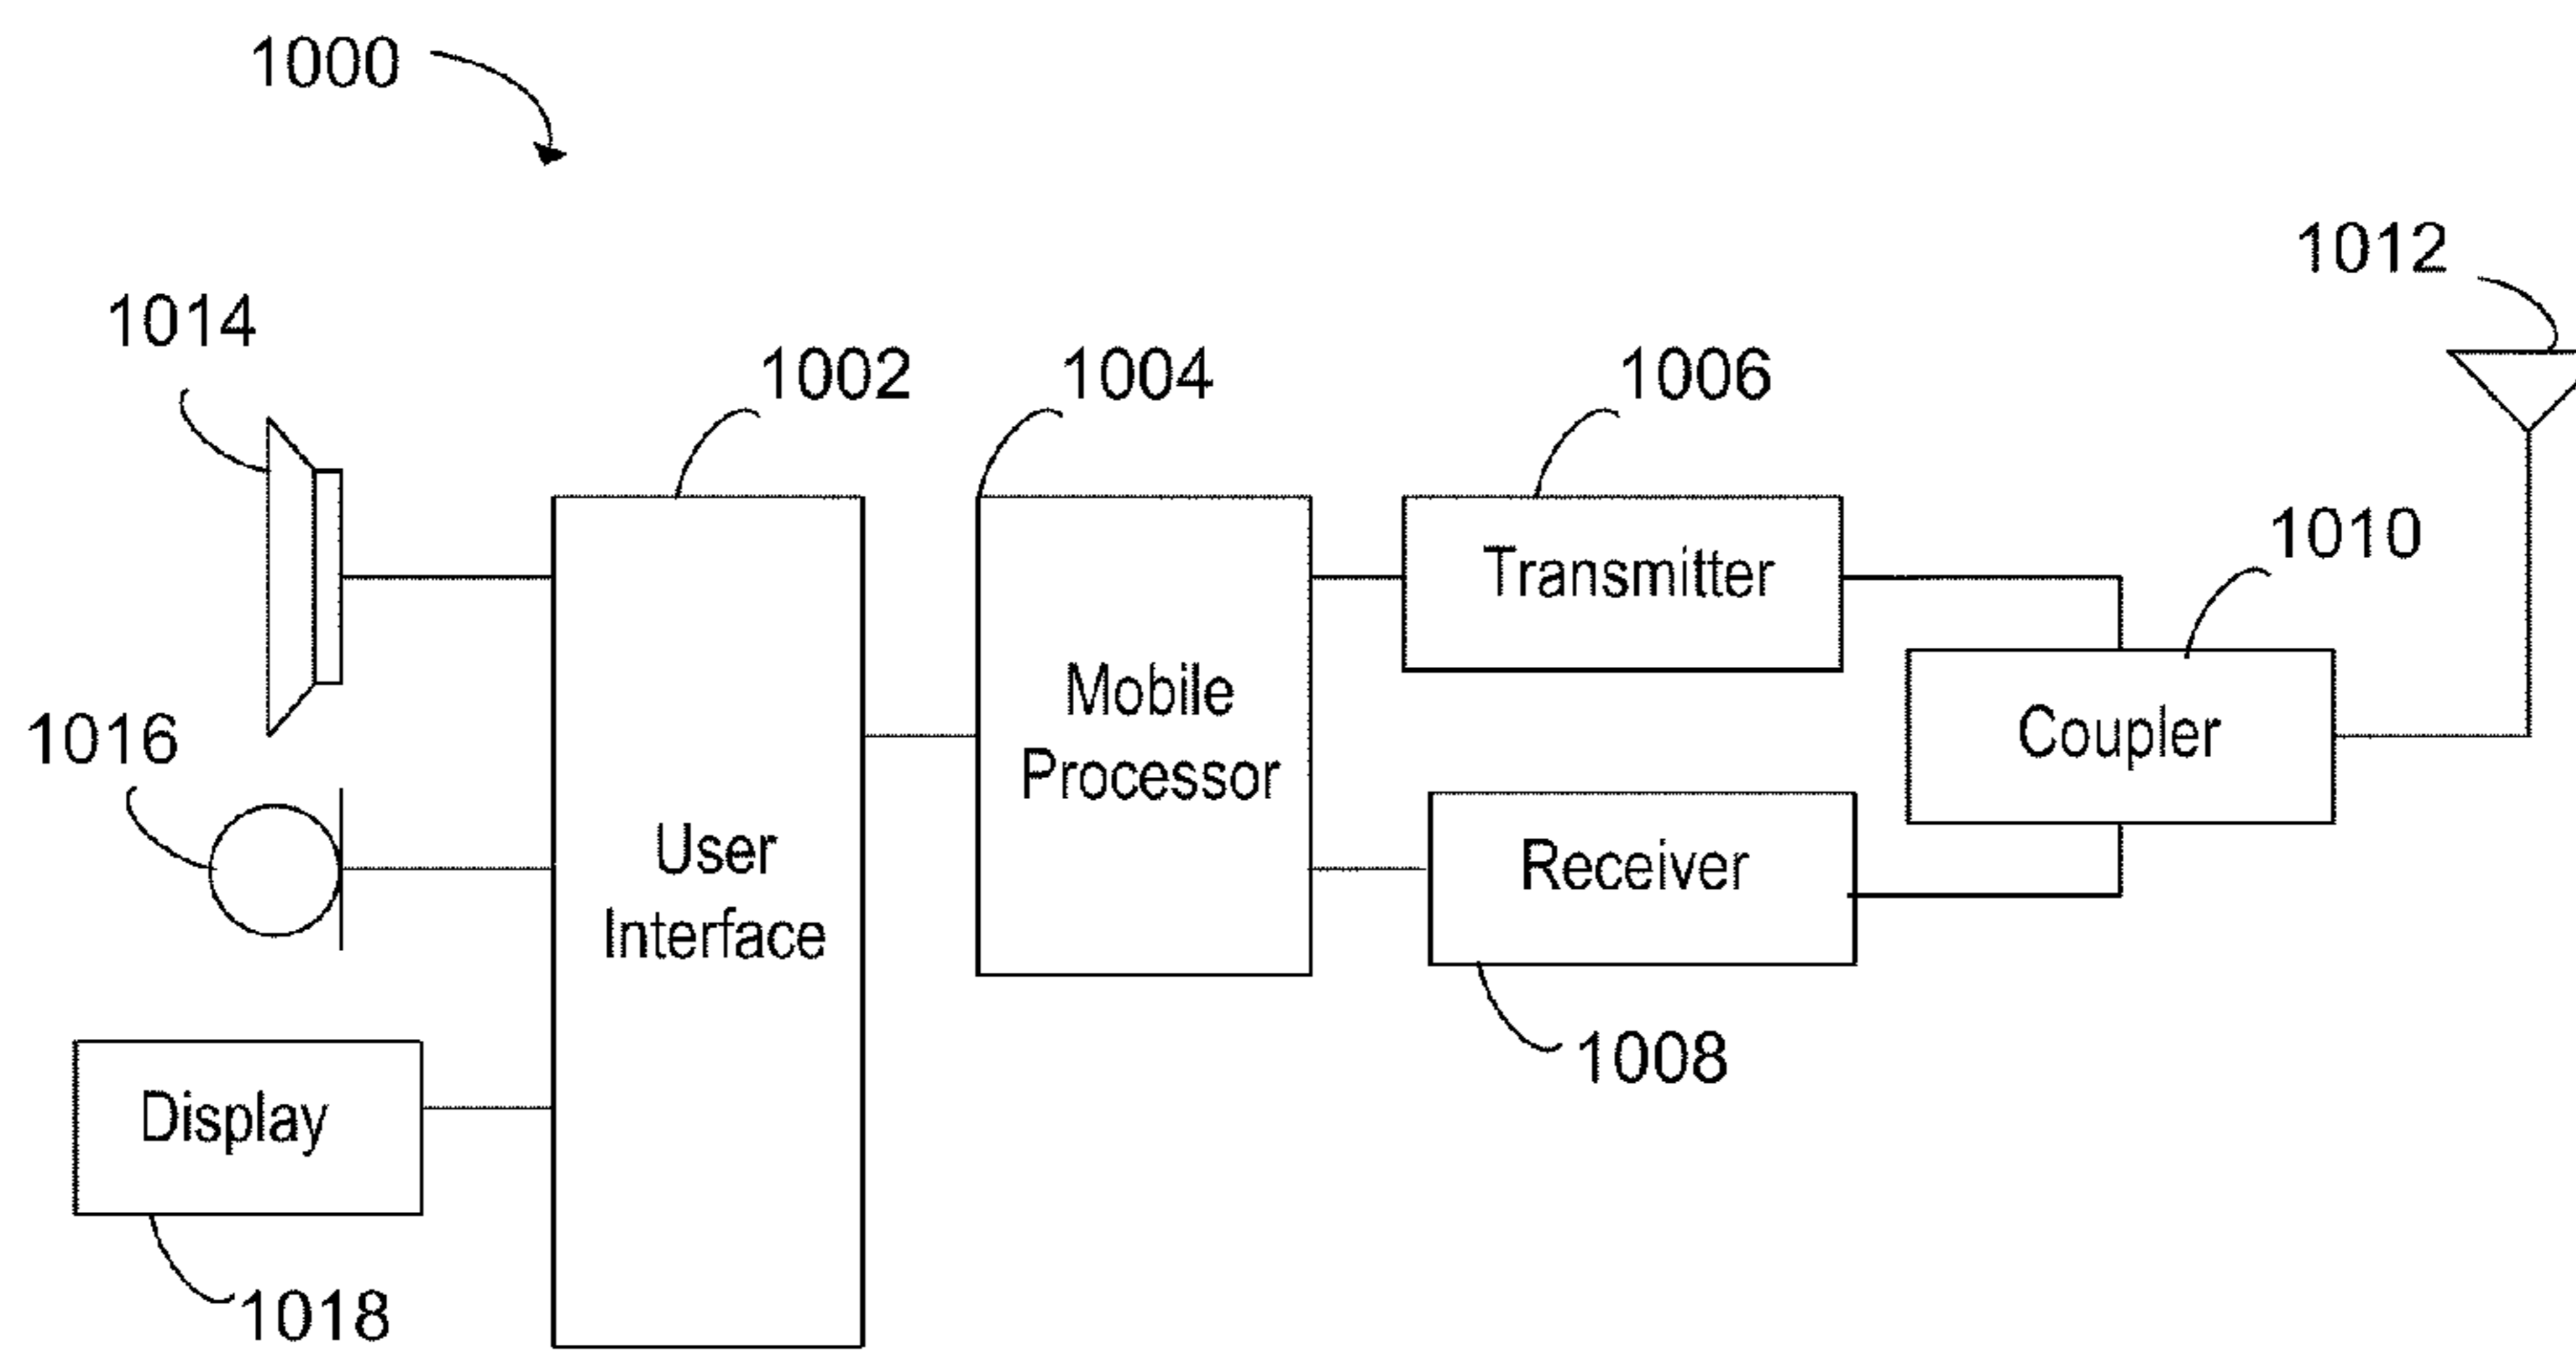 1000
1012
1014
1002
1004
1006
1010
Transmitter
Mobile
Processor
Coupler
1016
User
Interface
Receiver
1008
Display
1018